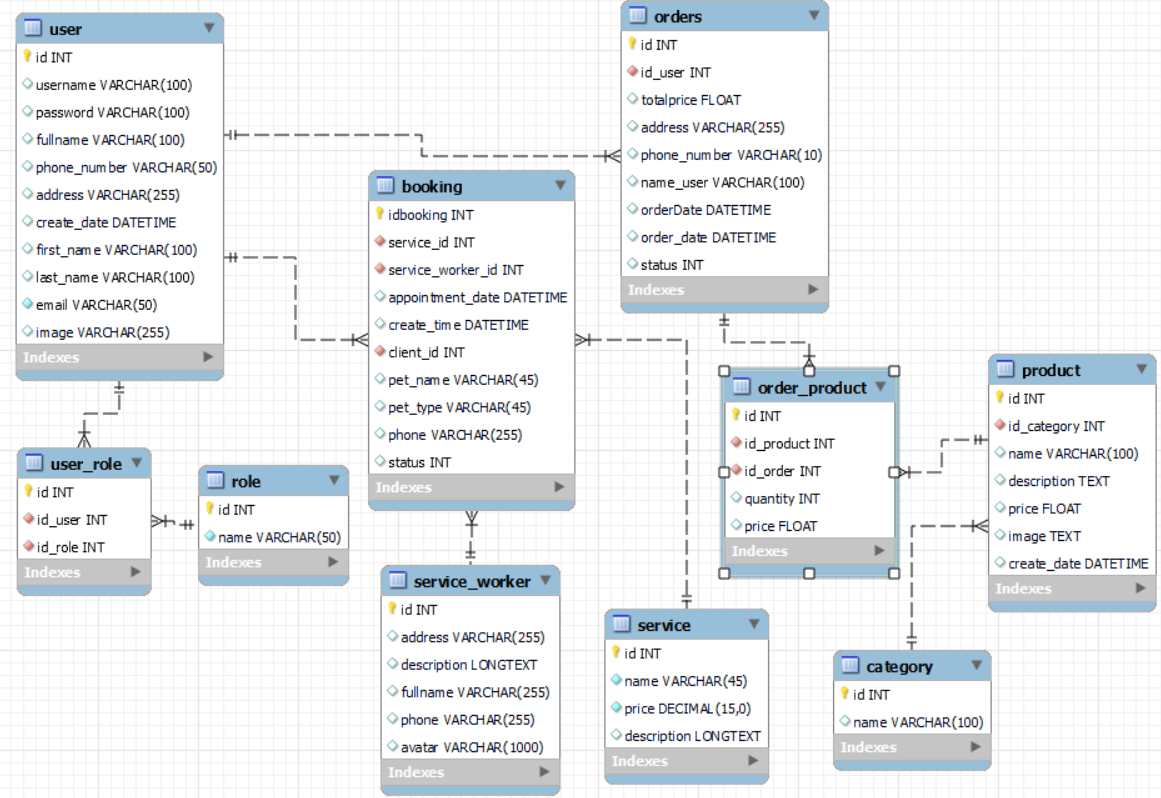 user
id INT
username VARCHAR(100)
password VARCHAR(100)
fullname VARCHAR(100)
phone_number VARCHAR(50)
address VARCHAR(255)
create_date DATETIME
first_name VARCHAR(100)
last_name VARCHAR(100)
email VARCHAR(50)
image VARCHAR(255)
Indexes
orders
id INT
id_user INT
totalprice FLOAT
address VARCHAR(255)
phone_number VARCHAR(10)
name_user VARCHAR(100)
orderDate DATETIME
order_date DATETIME
status INT
Indexes
booking
idbooking INT
service_id INT
service_worker_id INT
appointment_date DATETIME
create_time DATETIME
client_id INT
pet_name VARCHAR(45)
pet_type VARCHAR(45)
phone VARCHAR(255)
status INT
Indexes
order_product
id INT
id_product INT
id_order INT
quantity INT
price FLOAT
Indexes
product
id INT
id_category INT
name VARCHAR(100)
description TEXT
price FLOAT
image TEXT
create_date DATETIME
Indexes
user_role
id INT
id_user INT
id_role INT
Indexes
role
id INT
name VARCHAR(50)
Indexes
service_worker
id INT
address VARCHAR(255)
description LONGTEXT
fullname VARCHAR(255)
phone VARCHAR(255)
avatar VARCHAR(1000)
Indexes
service
id INT
name VARCHAR(45)
price DECIMAL(15,0)
description LONGTEXT
Indexes
category
id INT
name VARCHAR(100)
Indexes